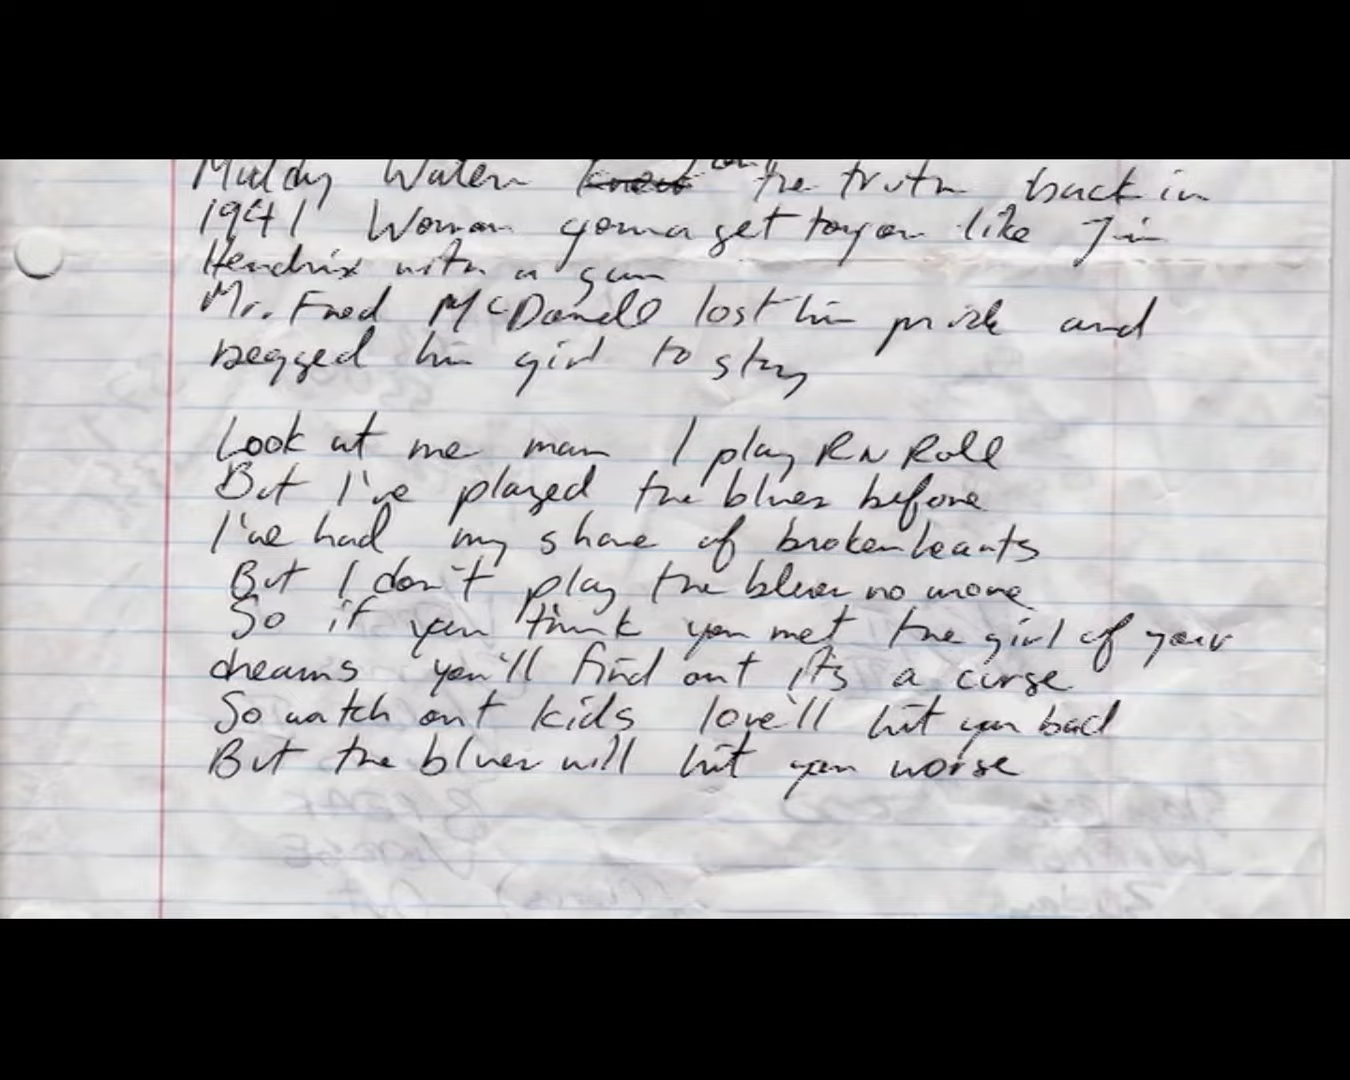 Muddy Waters knew the truth back in
1941 Woman gonna get to you like Jimi
Hendrix with a gun
Mr. Fred McDowell lost his pride and
begged his girl to stay
Look at me man I play RN Roll
But I've played the blues before
I've had my share of broken hearts
But I don't play the blues no more
So if you think you met the girl of your
dreams you'll find out it's a curse
So watch out kids love'll hit you bad
But the blues will hit you worse